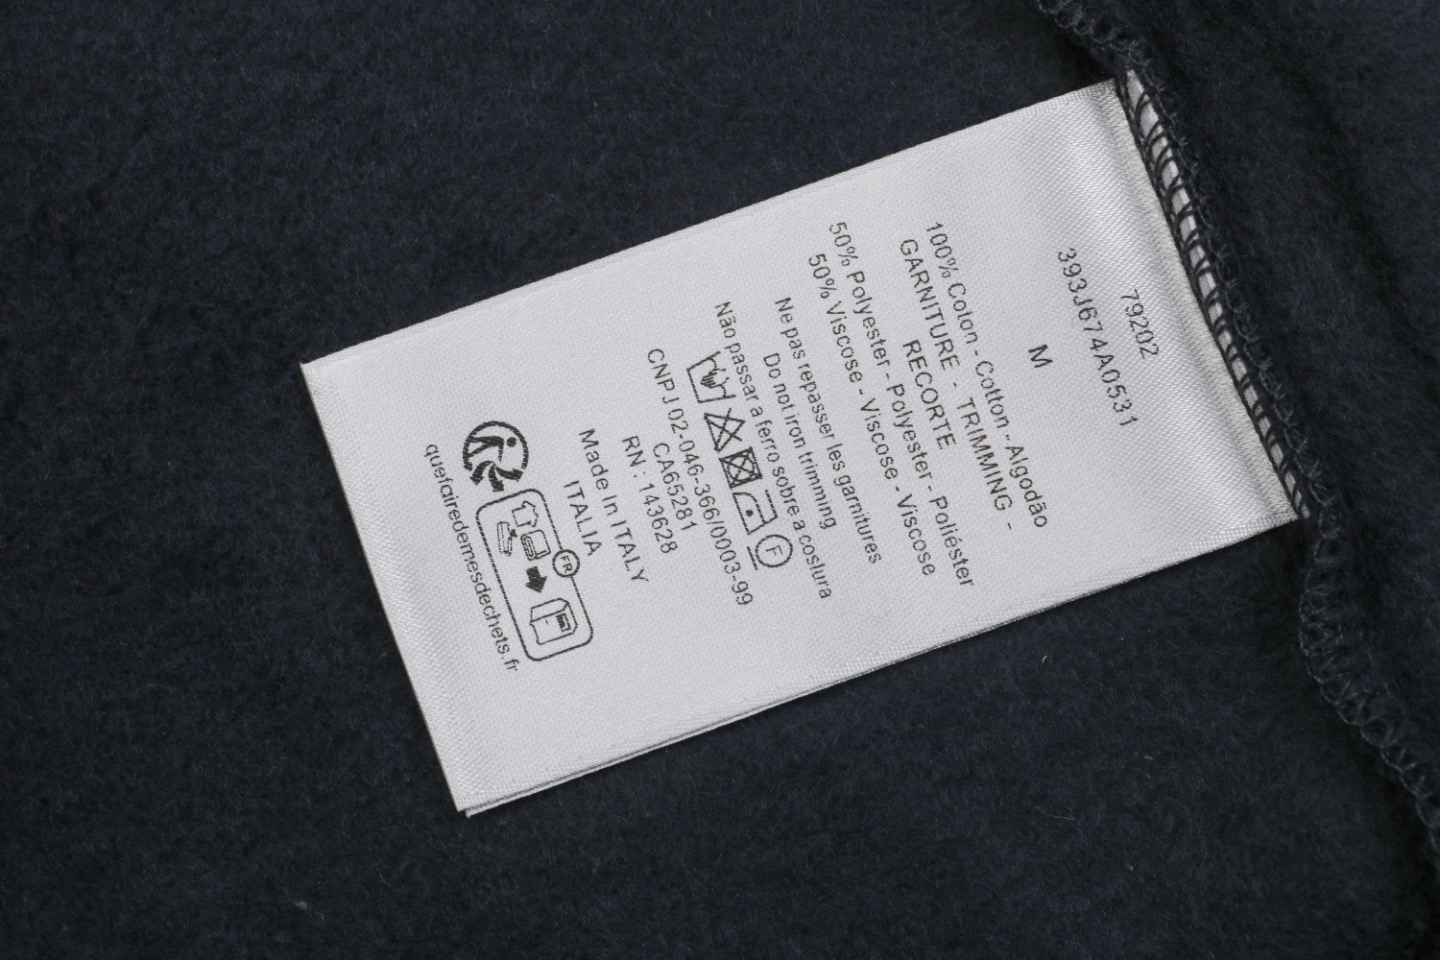 79202
393J674A0531
M
100% Coton - Cotton - Algodão
GARNITURE - TRIMMING -
RECORTE
50% Polyester - Polyester - Poliéster
50% Viscose - Viscose - Viscose
Ne pas repasser les garnitures
Do not iron trimming
Não passar a ferro sobre a costura
F
CNPJ 02-046-366/0003-99
CA65281
RN : 143628
Made In ITALY
ITALIA
FR
quefairedemesdechets.fr